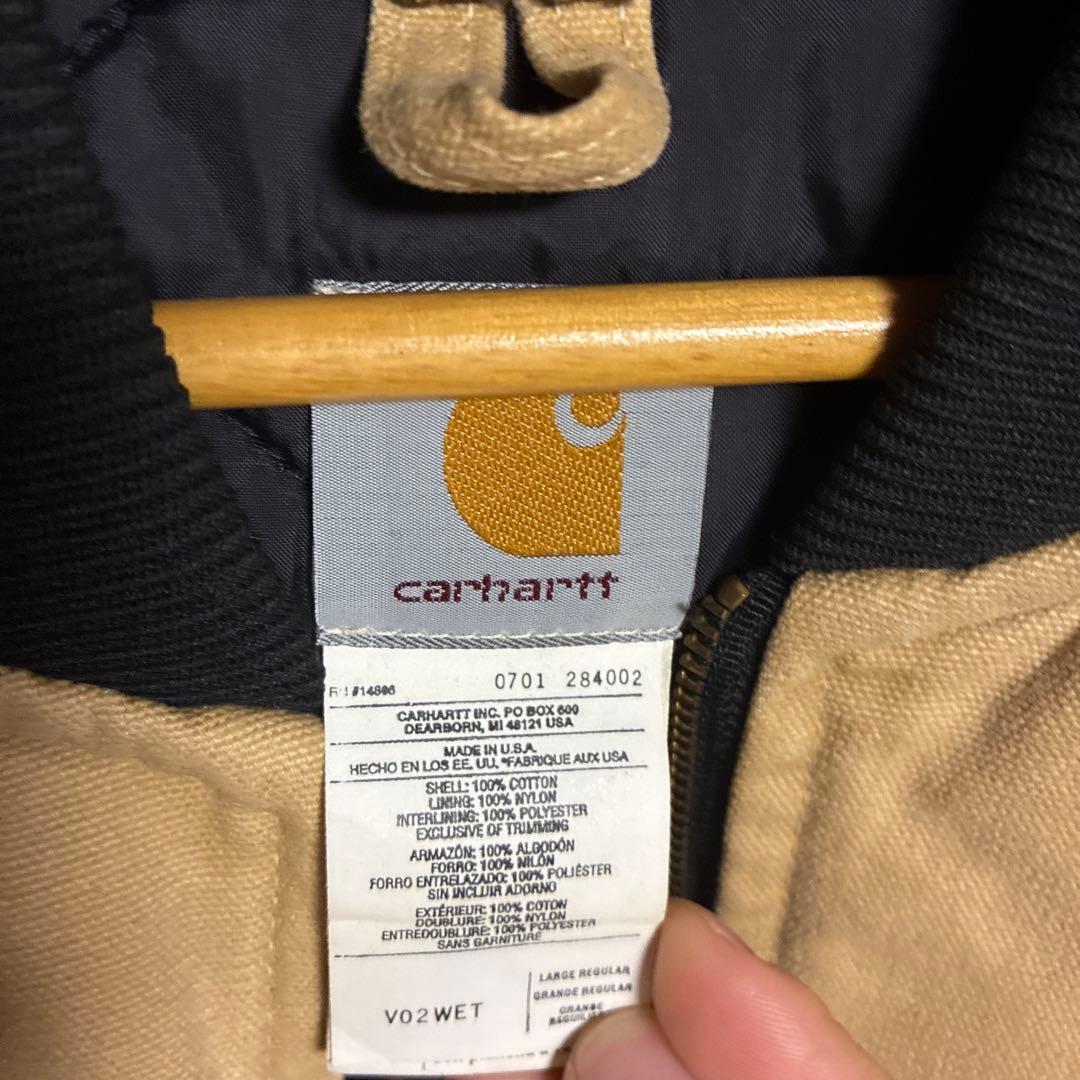 carhartt
#14806 0701 284002
CARHARTT INC. PO BOX 600
DEARBORN, MI 48121 USA
MADE IN U.S.A.
HECHO EN LOS EE. UU. *FABRIQUE AUX USA
SHELL: 100% COTTON
LINING: 100% NYLON
INTERLINING: 100% POLYESTER
EXCLUSIVE OF TRIMMING
ARMAZÓN: 100% ALGODÓN
FORRO: 100% NILÓN
FORRO ENTRELAZADO: 100% POLIÉSTER
SIN INCLUIR ADORNO
EXTÉRIEUR: 100% COTON
DOUBLURE: 100% NYLON
ENTREDOUBLURE: 100% POLYESTER
SANS GARNITURE
V02WET
LARGE REGULAR
GRANDE REGULAR
GRANDE